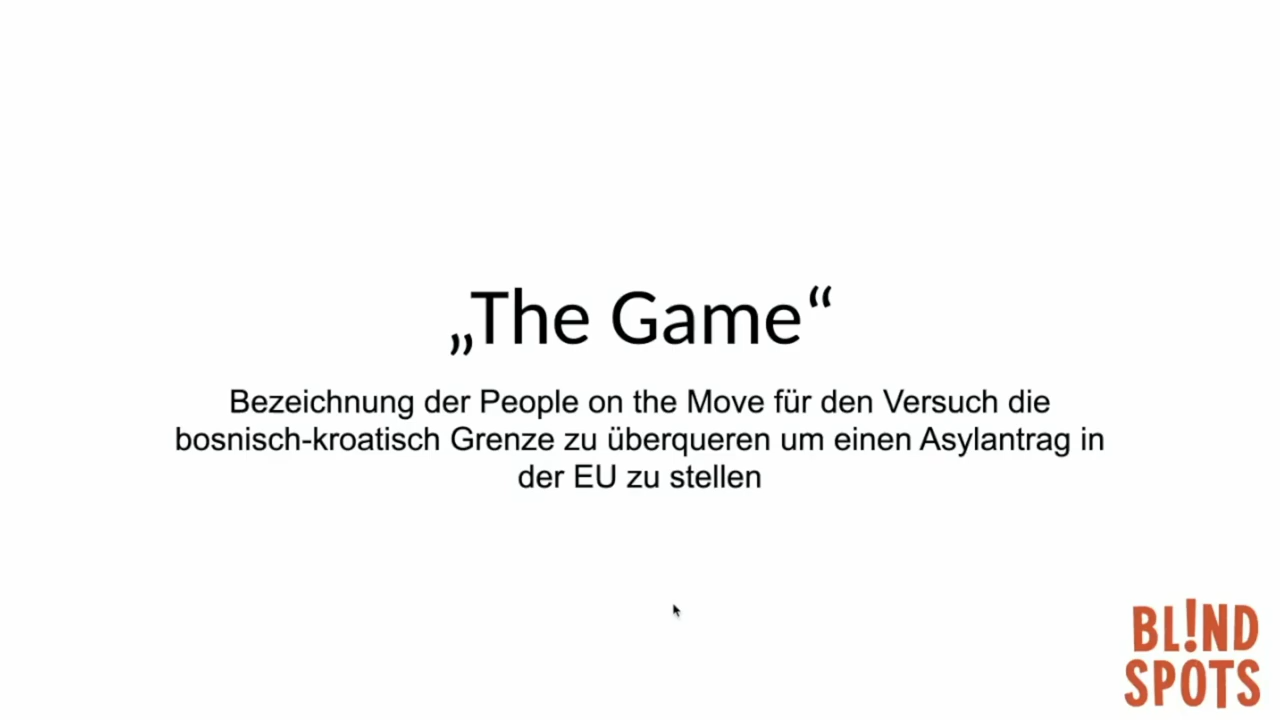 „The Game“
Bezeichnung der People on the Move für den Versuch die
bosnisch-kroatisch Grenze zu überqueren um einen Asylantrag in
der EU zu stellen
BL!ND
SPOTS